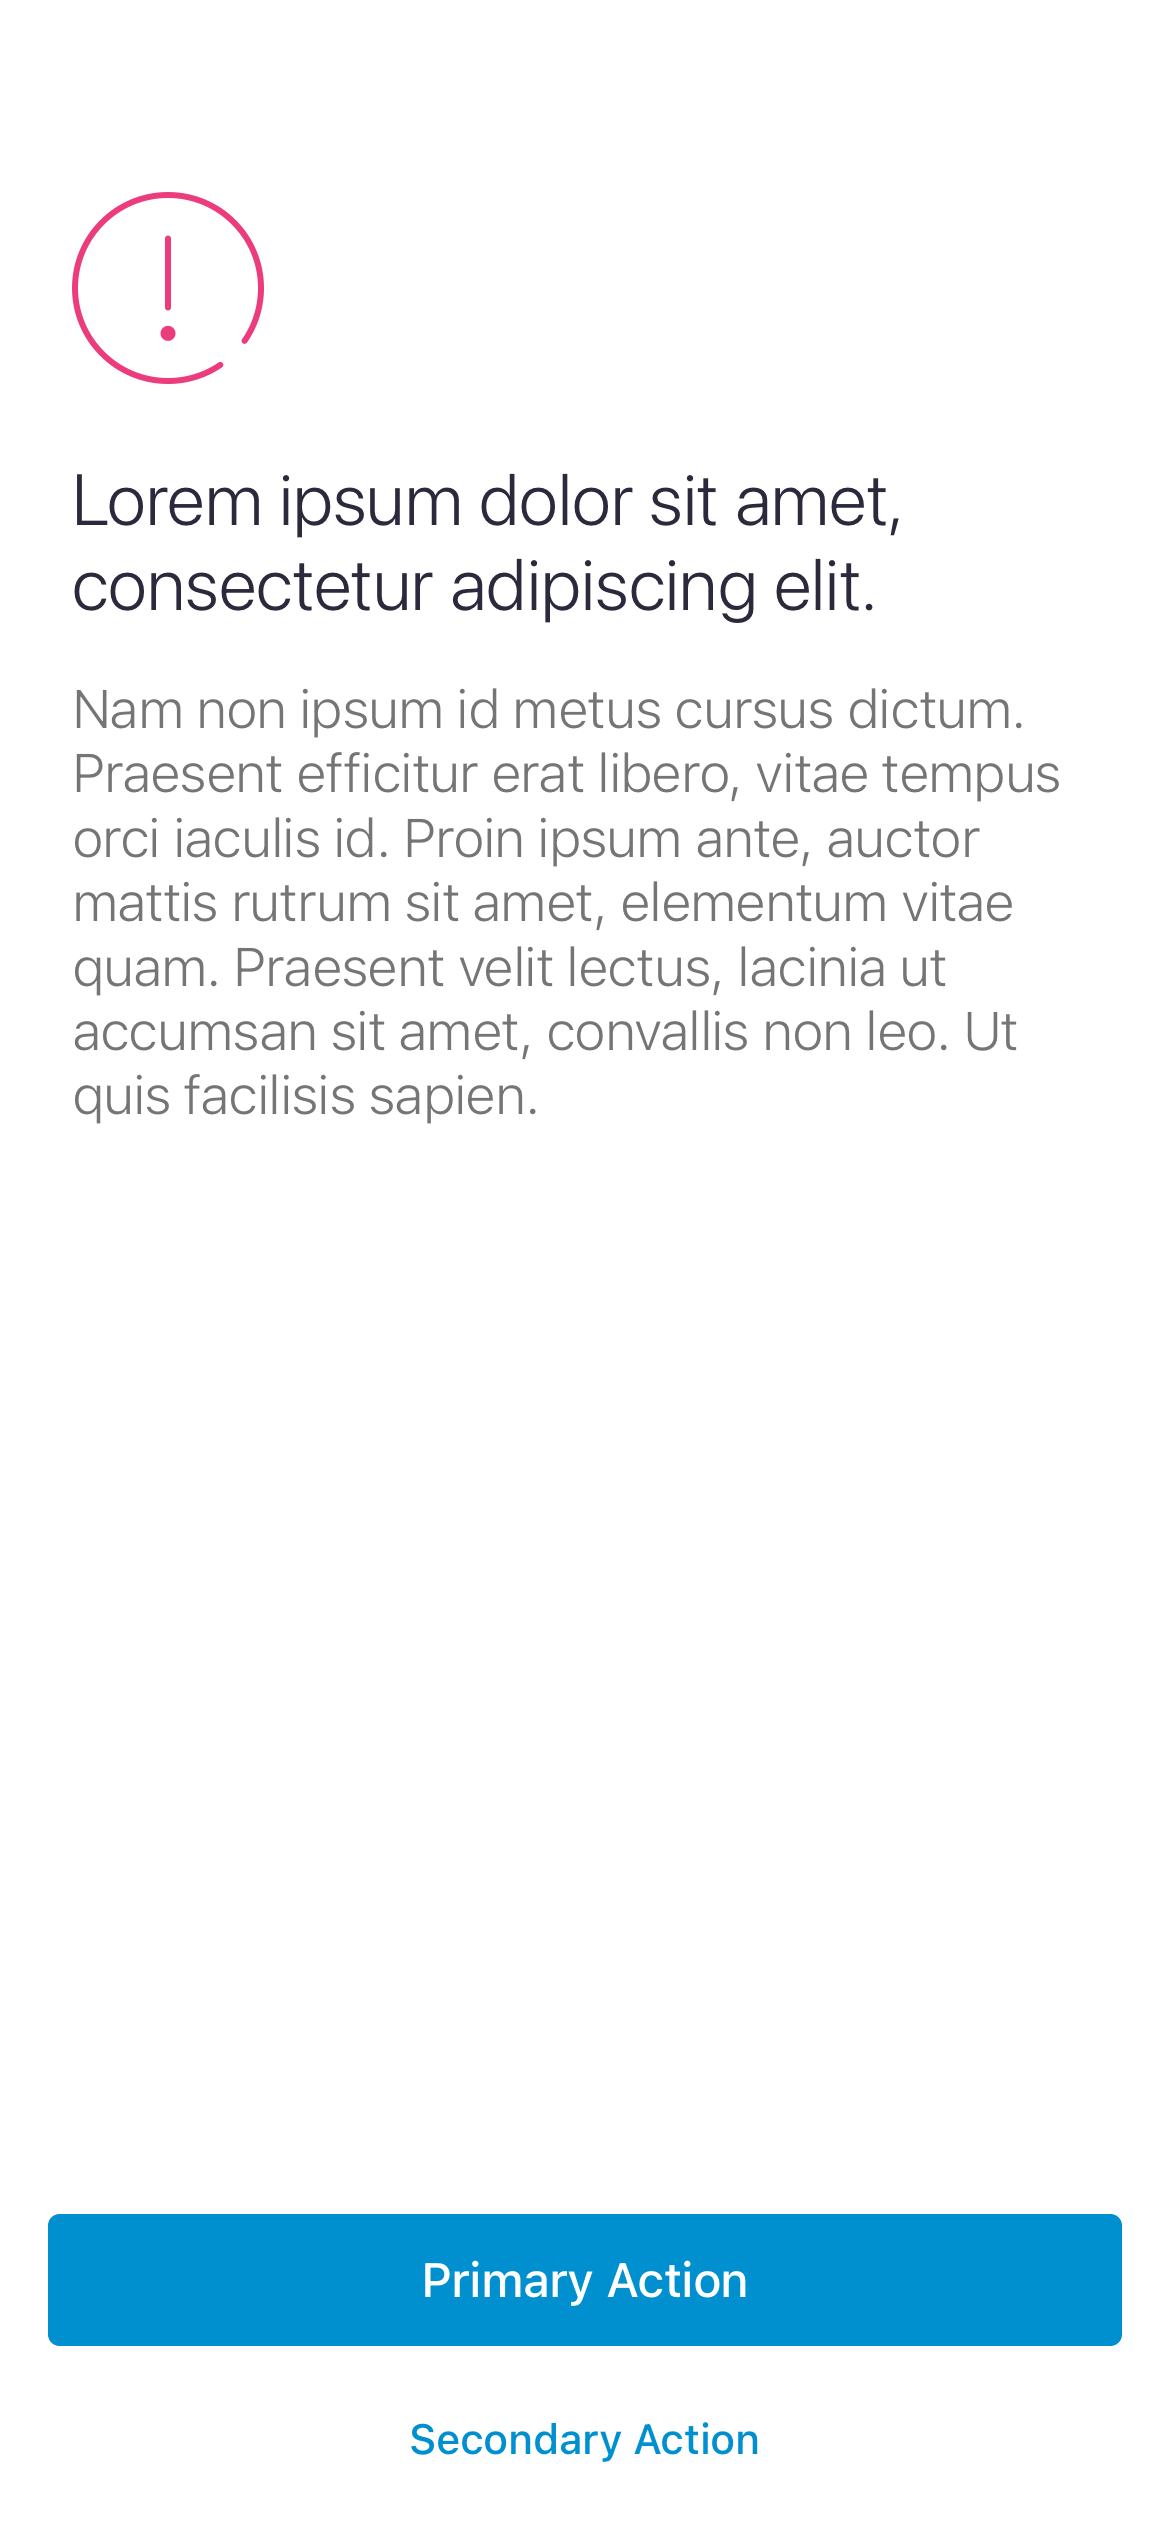 Lorem ipsum dolor sit amet,
consectetur adipiscing elit.
Nam non ipsum id metus cursus dictum.
Praesent efficitur erat libero, vitae tempus
orci iaculis id. Proin ipsum ante, auctor
mattis rutrum sit amet, elementum vitae
quam. Praesent velit lectus, lacinia ut
accumsan sit amet, convallis non leo. Ut
quis facilisis sapien.
Primary Action
Secondary Action